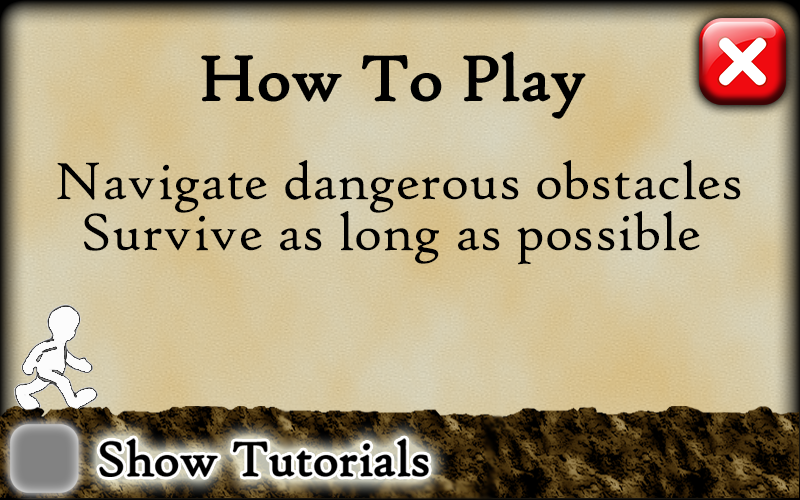 How To Play
Navigate dangerous obstacles
Survive as long as possible
Show Tutorials